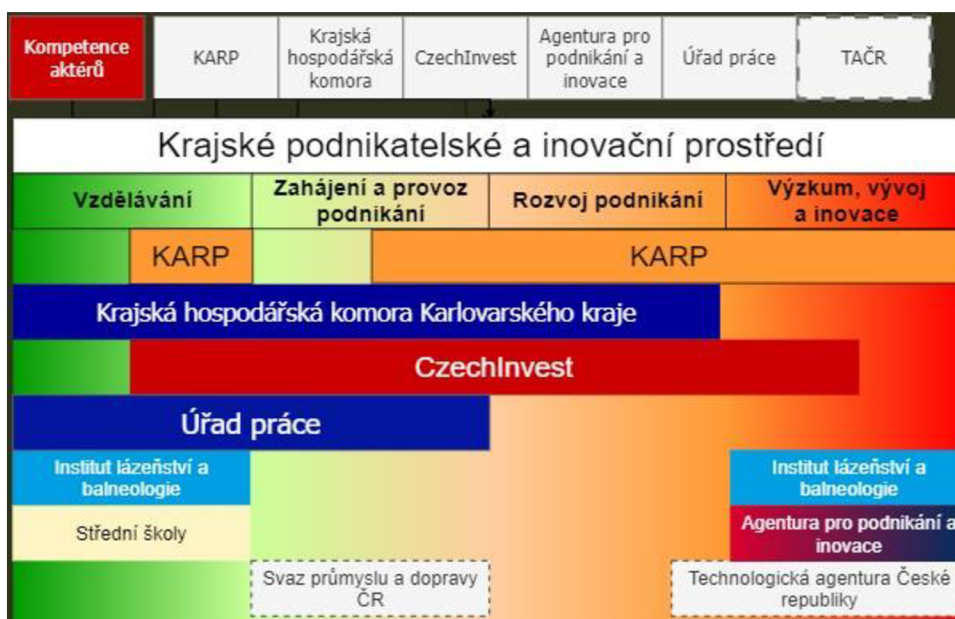 Kompetence
aktérů
KARP
Krajská
hospodářská
komora
CzechInvest
Agentura pro
podnikání a
inovace
Úřad práce
TAČR
Krajské podnikatelské a inovační prostředí
Vzdělávání
Zahájení a provoz
podnikání
Rozvoj podnikání
Výzkum, vývoj
a inovace
KARP
KARP
Krajská hospodářská komora Karlovarského kraje
CzechInvest
Úřad práce
Institut lázeňství a
balneologie
Institut lázeňství a
balneologie
Střední školy
Agentura pro podnikání a
inovace
Svaz průmyslu a dopravy
ČR
Technologická agentura České
republiky